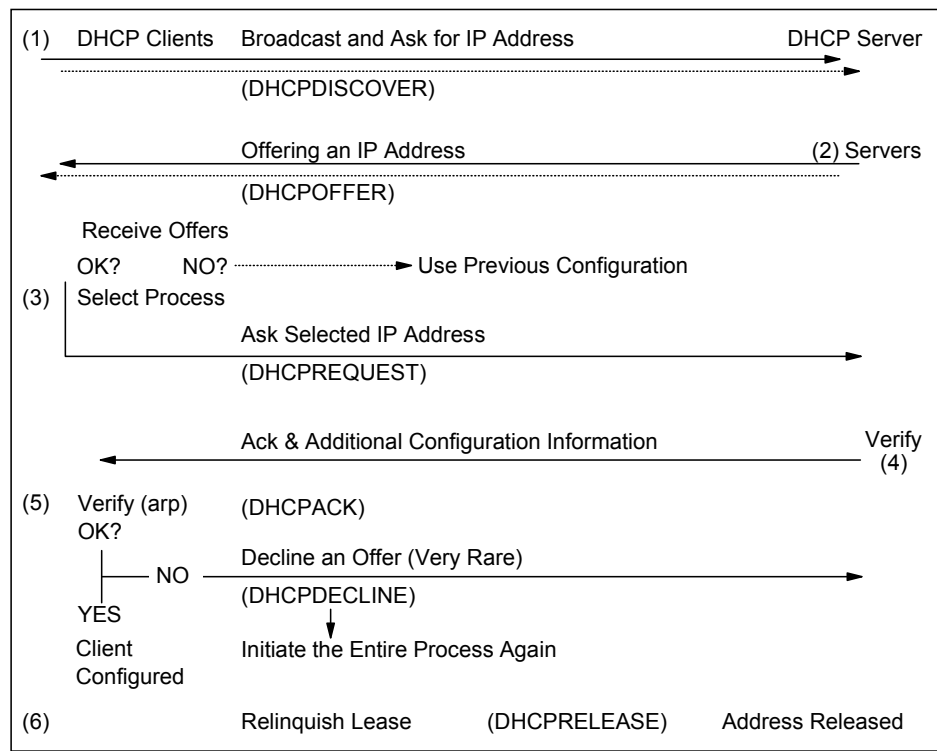 (1) DHCP Clients Broadcast and Ask for IP Address DHCP Server
(DHCPDISCOVER)
Offering an IP Address (2) Servers
(DHCPOFFER)
Receive Offers
OK? NO? Use Previous Configuration
(3) Select Process
Ask Selected IP Address
(DHCPREQUEST)
Ack & Additional Configuration Information Verify
(4)
(5) Verify (arp) (DHCPACK)
OK?
Decline an Offer (Very Rare)
NO
(DHCPDECLINE)
YES
Client Initiate the Entire Process Again
Configured
(6) Relinquish Lease (DHCPRELEASE) Address Released